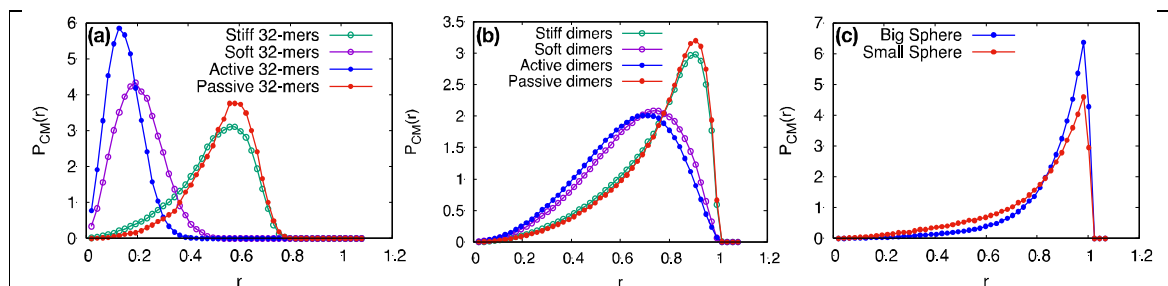 (a)
Stiff 32-mers
Soft 32-mers
Active 32-mers
Passive 32-mers
P_CM(r)
6
5
4
3
2
1
0
0 0.2 0.4 0.6 0.8 1 1.2
r
(b)
Stiff dimers
Soft dimers
Active dimers
Passive dimers
P_CM(r)
3.5
3
2.5
2
1.5
1
0.5
0
0 0.2 0.4 0.6 0.8 1 1.2
r
(c)
Big Sphere
Small Sphere
P_CM(r)
7
6
5
4
3
2
1
0
0 0.2 0.4 0.6 0.8 1 1.2
r